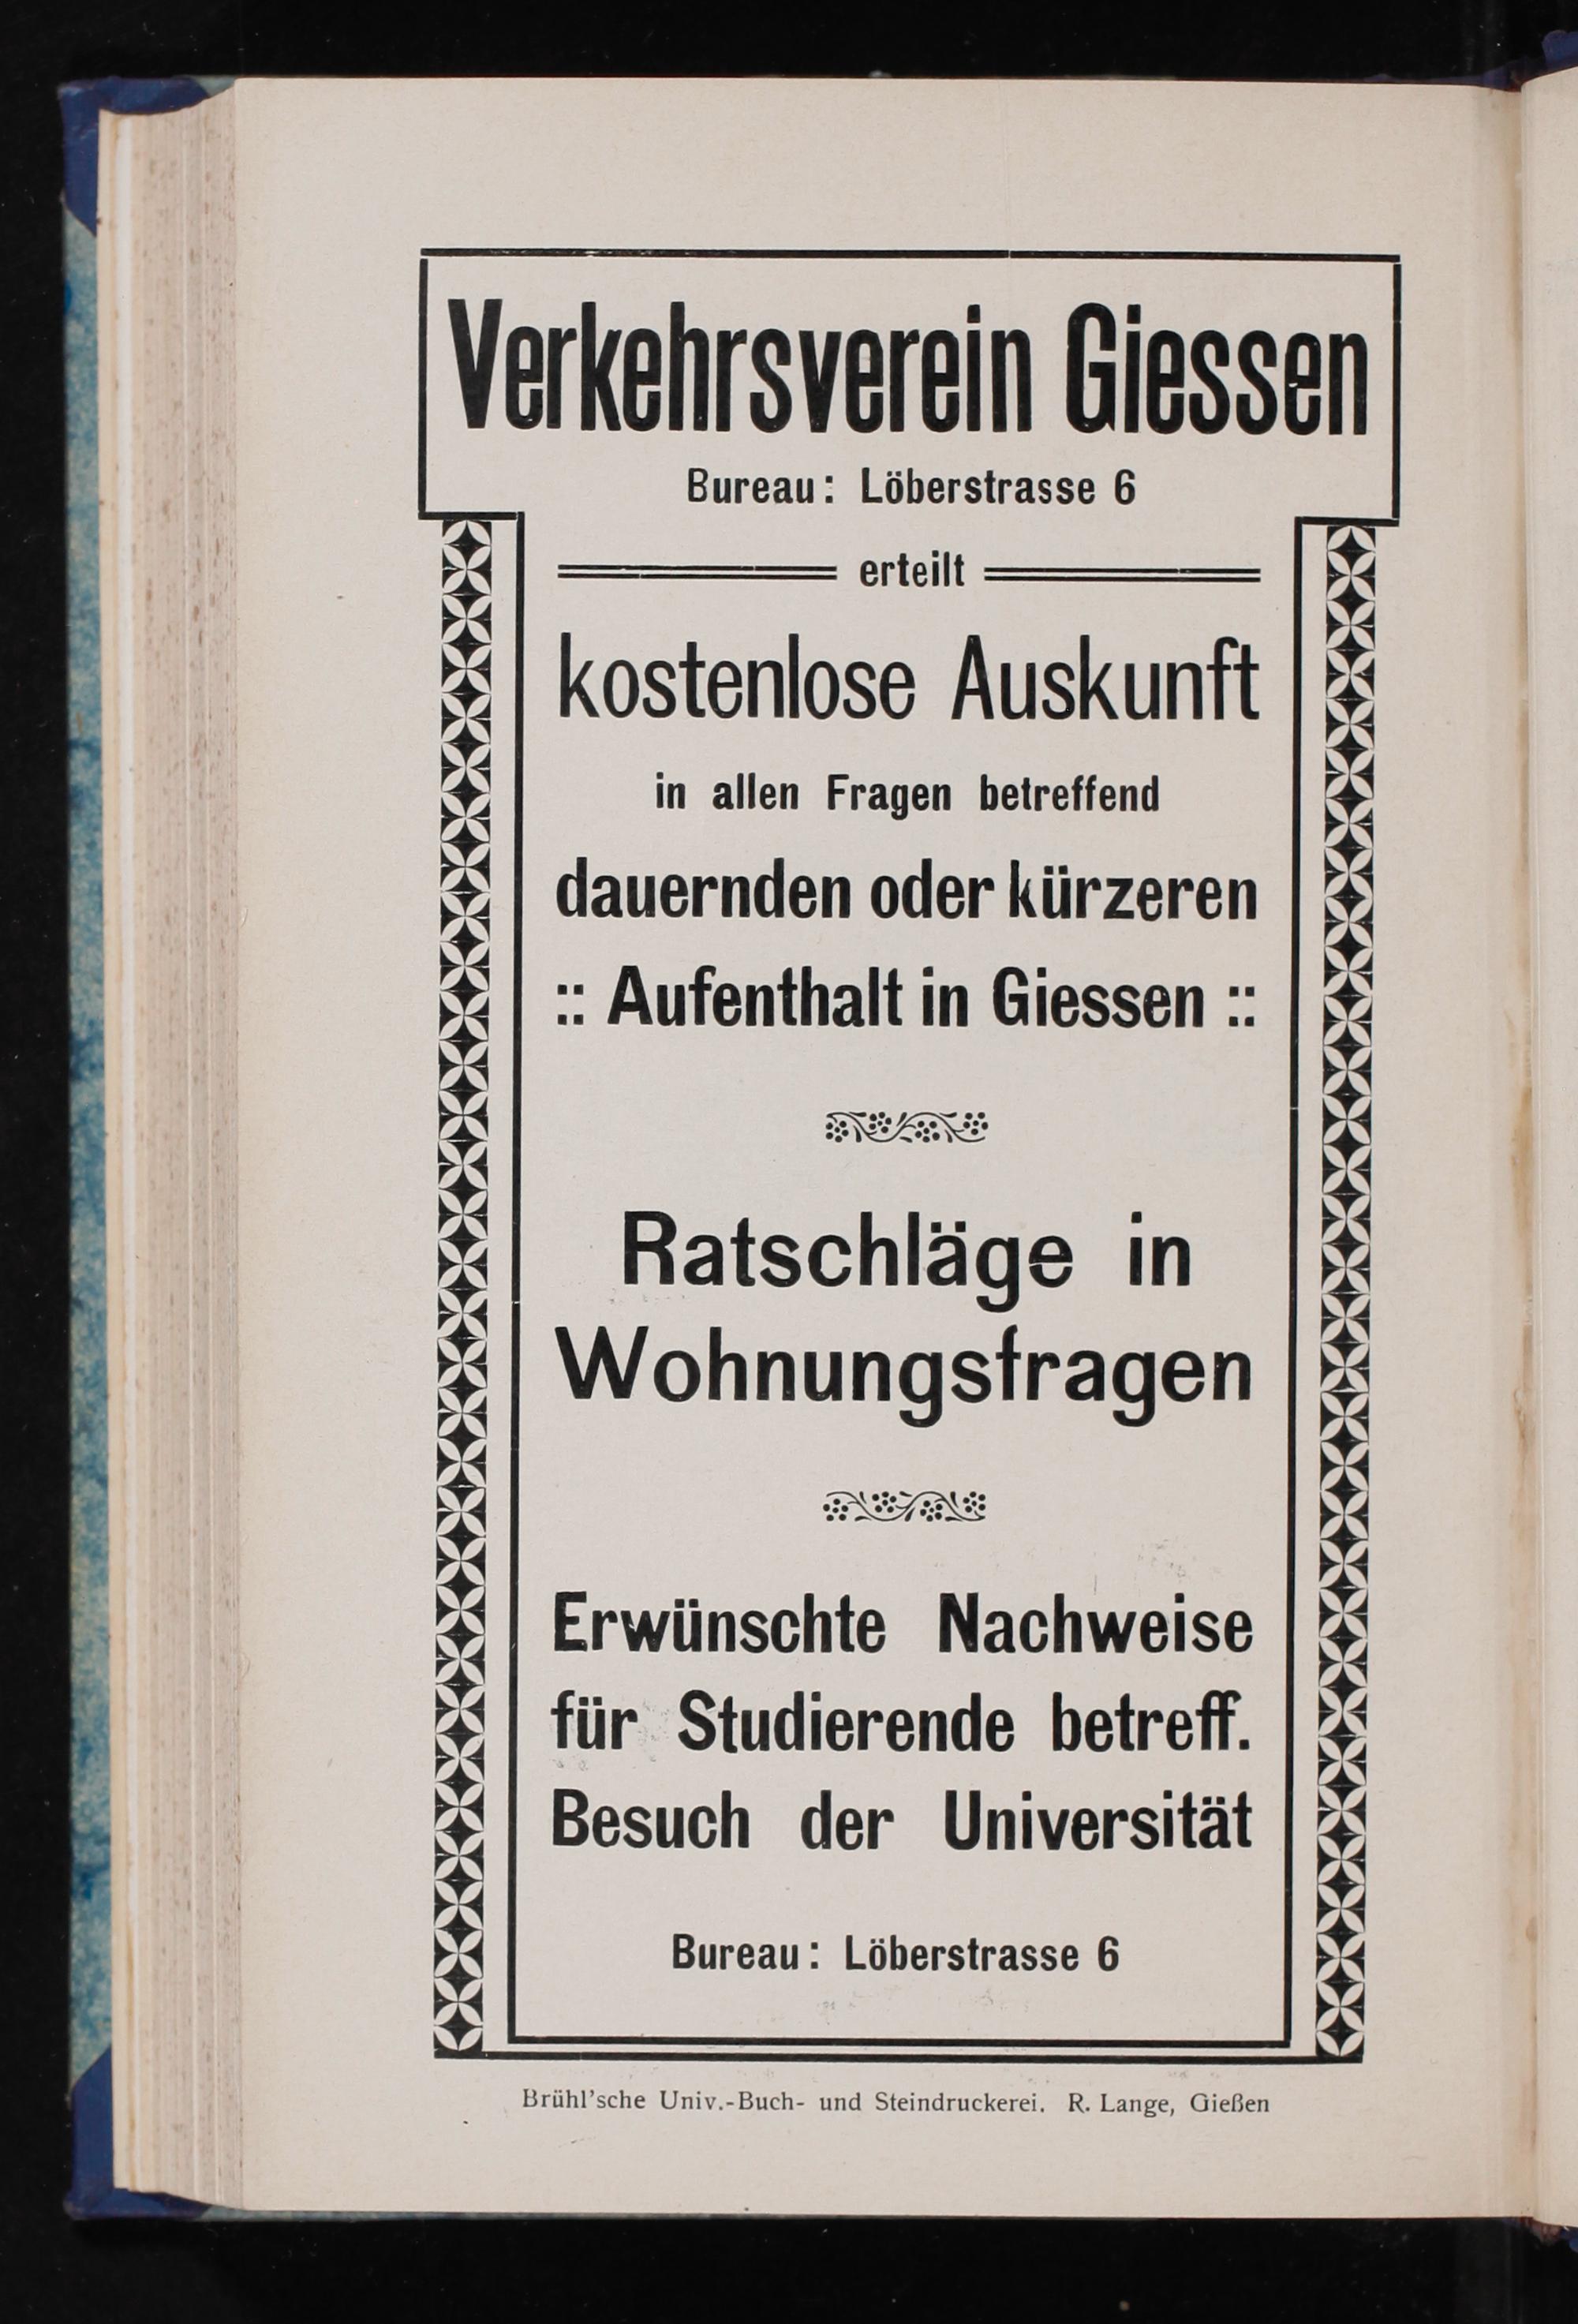 Verkehrsverein Giessen
Bureau: Löberstrasse 6
erteilt
kostenlose Auskunft
in allen Fragen betreffend
dauernden oder kürzeren
:: Aufenthalt in Giessen ::
Ratschläge in
Wohnungsfragen
Erwünschte Nachweise
für Studierende betreff.
Besuch der Universität
Bureau: Löberstrasse 6
Brühl'sche Univ.-Buch- und Steindruckerei. R. Lange, Gießen